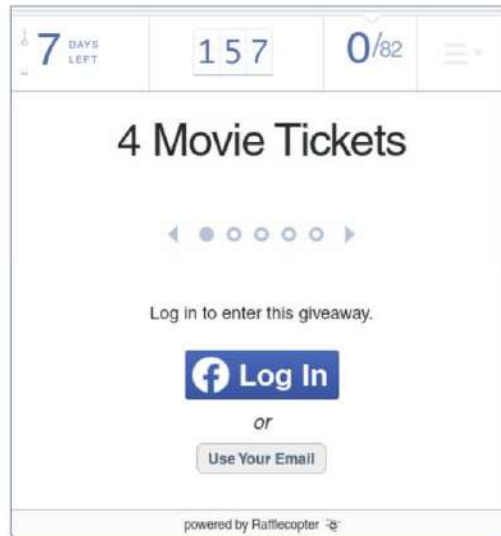 7 DAYS LEFT
157
0/82
4 Movie Tickets
Log in to enter this giveaway.
Log In
or
Use Your Email
powered by Rafflecopter